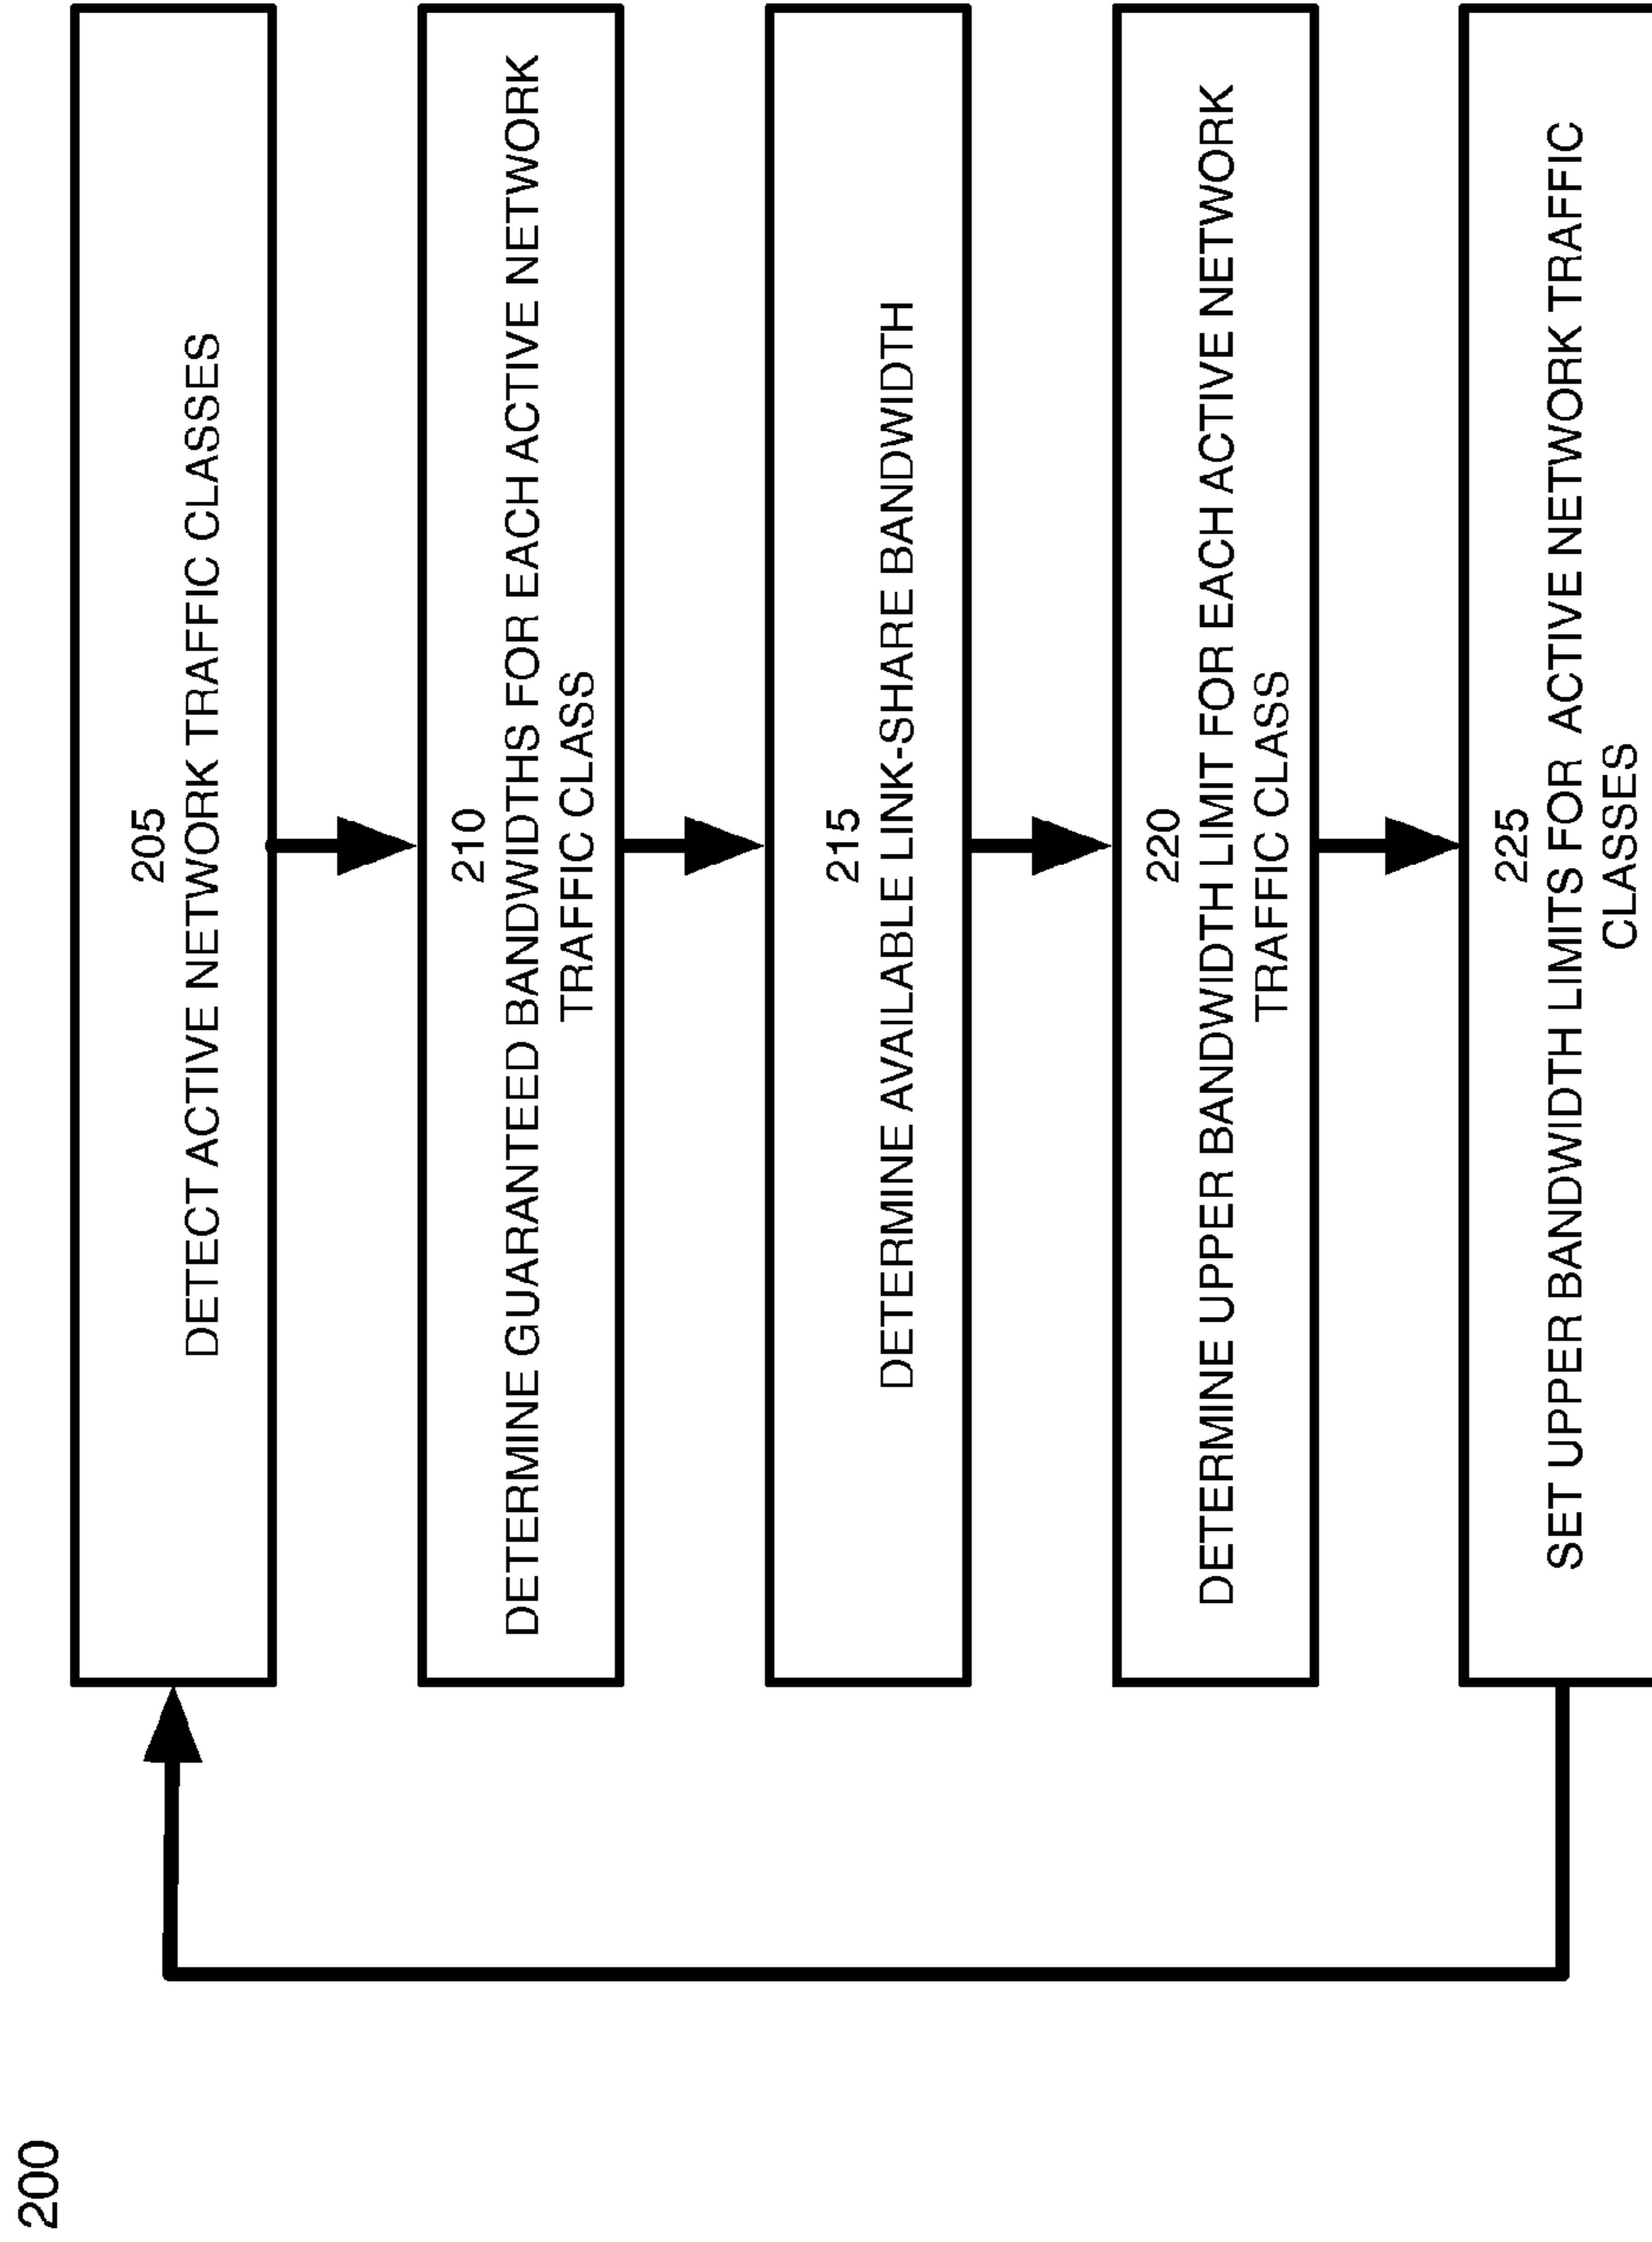 200
205
DETECT ACTIVE NETWORK TRAFFIC CLASSES
210
DETERMINE GUARANTEED BANDWIDTHS FOR EACH ACTIVE NETWORK
TRAFFIC CLASS
215
DETERMINE AVAILABLE LINK-SHARE BANDWIDTH
220
DETERMINE UPPER BANDWIDTH LIMIT FOR EACH ACTIVE NETWORK
TRAFFIC CLASS
225
SET UPPER BANDWIDTH LIMITS FOR ACTIVE NETWORK TRAFFIC
CLASSES